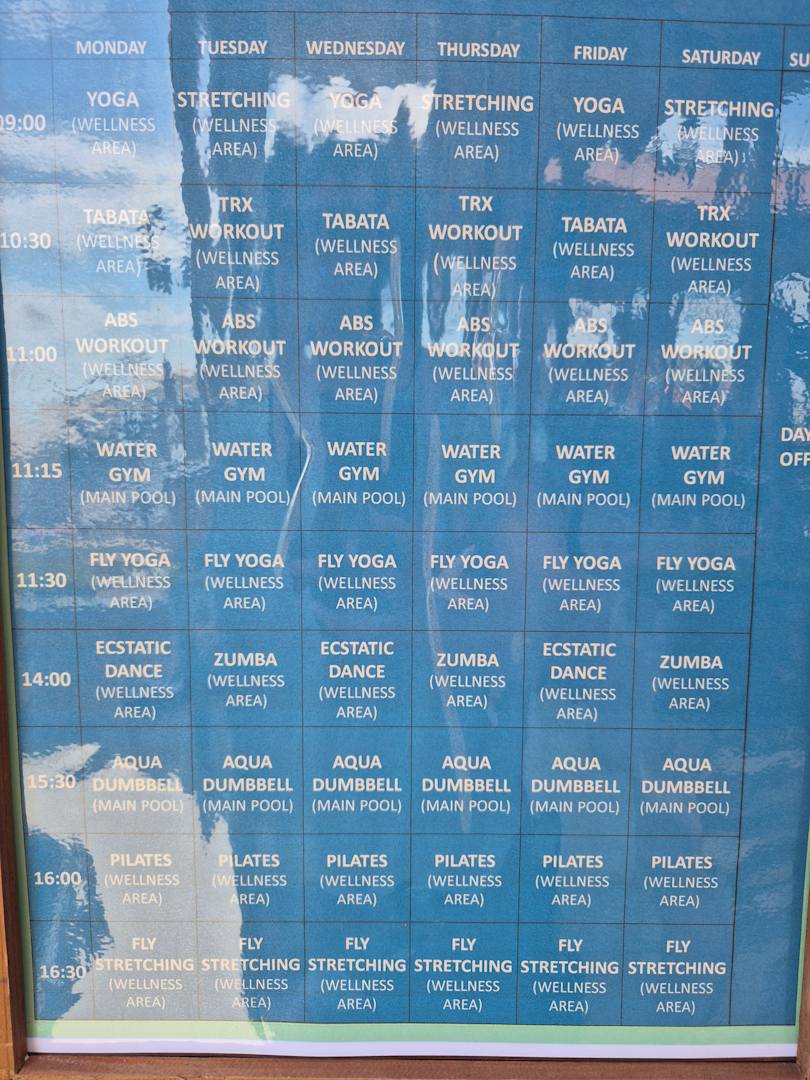 MONDAY TUESDAY WEDNESDAY THURSDAY FRIDAY SATURDAY SU
09:00 YOGA STRETCHING YOGA STRETCHING YOGA STRETCHING
(WELLNESS (WELLNESS (WELLNESS (WELLNESS (WELLNESS (WELLNESS
AREA) AREA) AREA) AREA) AREA) AREA)
TRX TRX TRX
10:30 TABATA WORKOUT TABATA WORKOUT TABATA WORKOUT
(WELLNESS (WELLNESS (WELLNESS (WELLNESS (WELLNESS (WELLNESS
AREA) AREA) AREA) AREA) AREA) AREA)
ABS ABS ABS ABS ABS ABS
11:00 WORKOUT WORKOUT WORKOUT WORKOUT WORKOUT WORKOUT
(WELLNESS (WELLNESS (WELLNESS (WELLNESS (WELLNESS (WELLNESS
AREA) AREA) AREA) AREA) AREA) AREA)
DAY
OFF
WATER WATER WATER WATER WATER WATER
11:15 GYM GYM GYM GYM GYM GYM
(MAIN POOL) (MAIN POOL) (MAIN POOL) (MAIN POOL) (MAIN POOL) (MAIN POOL)
FLY YOGA FLY YOGA FLY YOGA FLY YOGA FLY YOGA FLY YOGA
11:30 (WELLNESS (WELLNESS (WELLNESS (WELLNESS (WELLNESS (WELLNESS
AREA) AREA) AREA) AREA) AREA) AREA)
ECSTATIC ECSTATIC ECSTATIC
14:00 DANCE ZUMBA DANCE ZUMBA DANCE ZUMBA
(WELLNESS (WELLNESS (WELLNESS (WELLNESS (WELLNESS (WELLNESS
AREA) AREA) AREA) AREA) AREA) AREA)
AQUA AQUA AQUA AQUA AQUA AQUA
15:30 DUMBBELL DUMBBELL DUMBBELL DUMBBELL DUMBBELL DUMBBELL
(MAIN POOL) (MAIN POOL) (MAIN POOL) (MAIN POOL) (MAIN POOL) (MAIN POOL)
PILATES PILATES PILATES PILATES PILATES PILATES
16:00 (WELLNESS (WELLNESS (WELLNESS (WELLNESS (WELLNESS (WELLNESS
AREA) AREA) AREA) AREA) AREA) AREA)
FLY FLY FLY FLY FLY FLY
16:30 STRETCHING STRETCHING STRETCHING STRETCHING STRETCHING STRETCHING
(WELLNESS (WELLNESS (WELLNESS (WELLNESS (WELLNESS (WELLNESS
AREA) AREA) AREA) AREA) AREA) AREA)